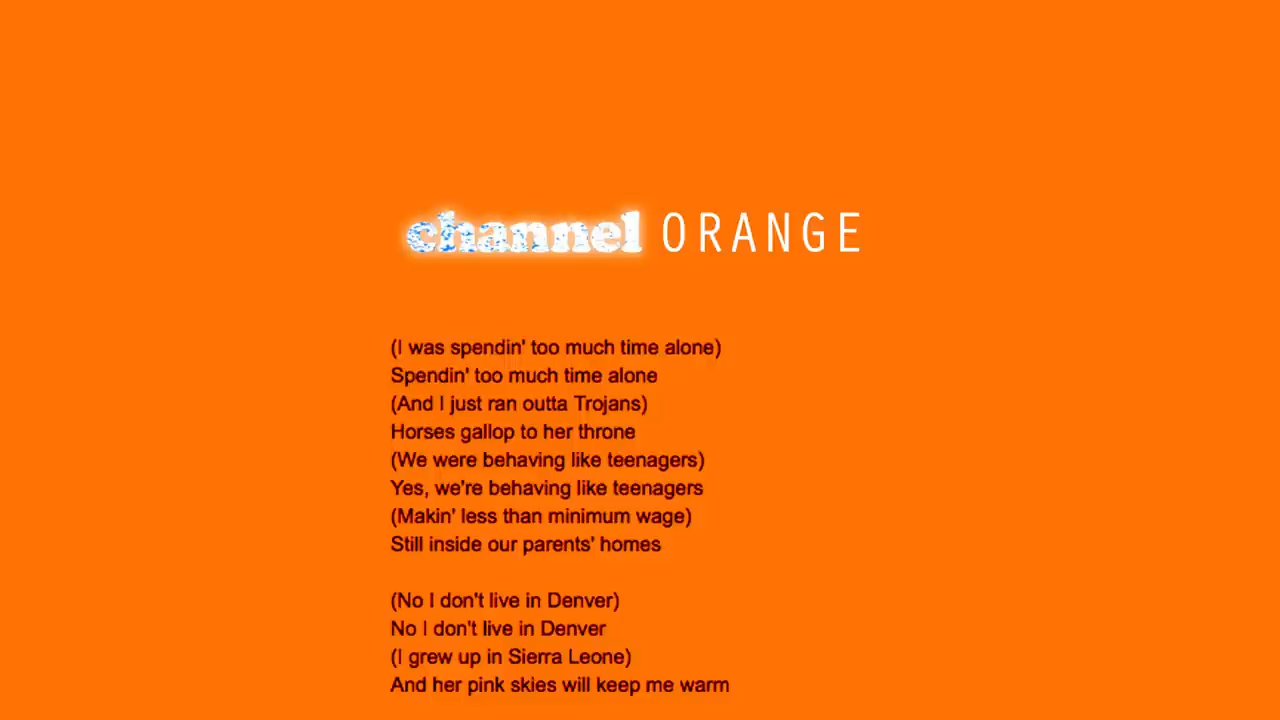 channel ORANGE
(I was spendin' too much time alone)
Spendin' too much time alone
(And I just ran outta Trojans)
Horses gallop to her throne
(We were behaving like teenagers)
Yes, we're behaving like teenagers
(Makin' less than minimum wage)
Still inside our parents' homes
(No I don't live in Denver)
No I don't live in Denver
(I grew up in Sierra Leone)
And her pink skies will keep me warm